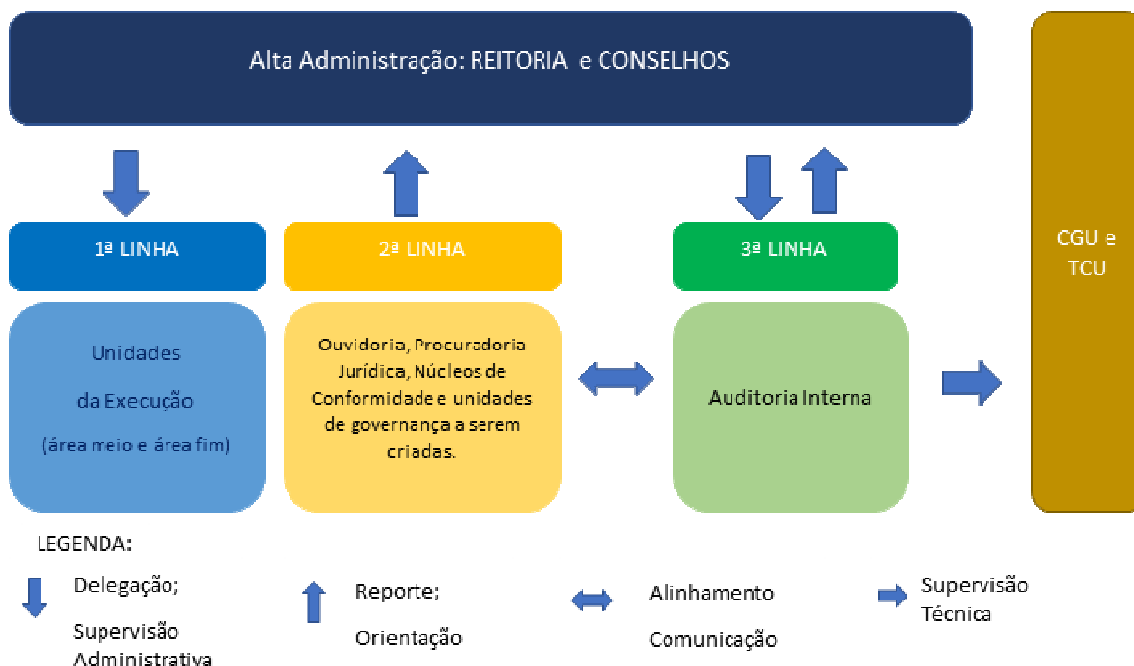 Alta Administração: REITORIA e CONSELHOS
1ª LINHA
2ª LINHA
3ª LINHA
CGU e
TCU
Unidades
da Execução
(área meio e área fim)
Ouvidoria, Procuradoria
Jurídica, Núcleos de
Conformidade e unidades
de governança a serem
criadas.
Auditoria Interna
LEGENDA:
Delegação;
Supervisão
Administrativa
Reporte;
Orientação
Alinhamento
Comunicação
Supervisão
Técnica